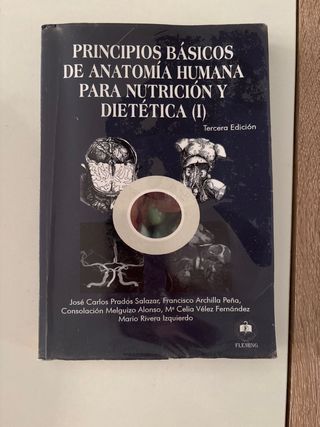 PRINCIPIOS BÁSICOS
DE ANATOMÍA HUMANA
PARA NUTRICIÓN Y
DIETÉTICA (I)
Tercera Edición
José Carlos Prados Salazar, Francisco Archilla Peña,
Consolación Melguizo Alonso, Mª Celia Vélez Fernández
Mario Rivera Izquierdo
FLEMING